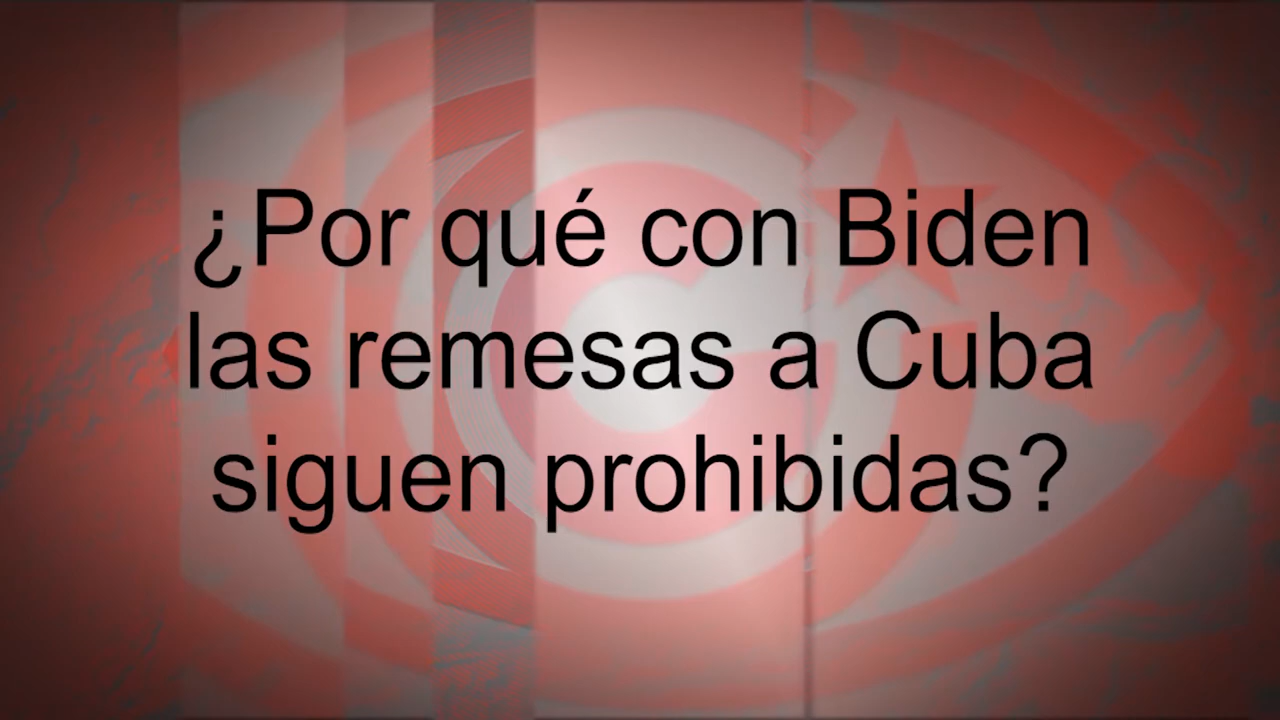 ¿Por qué con Biden
las remesas a Cuba
siguen prohibidas?